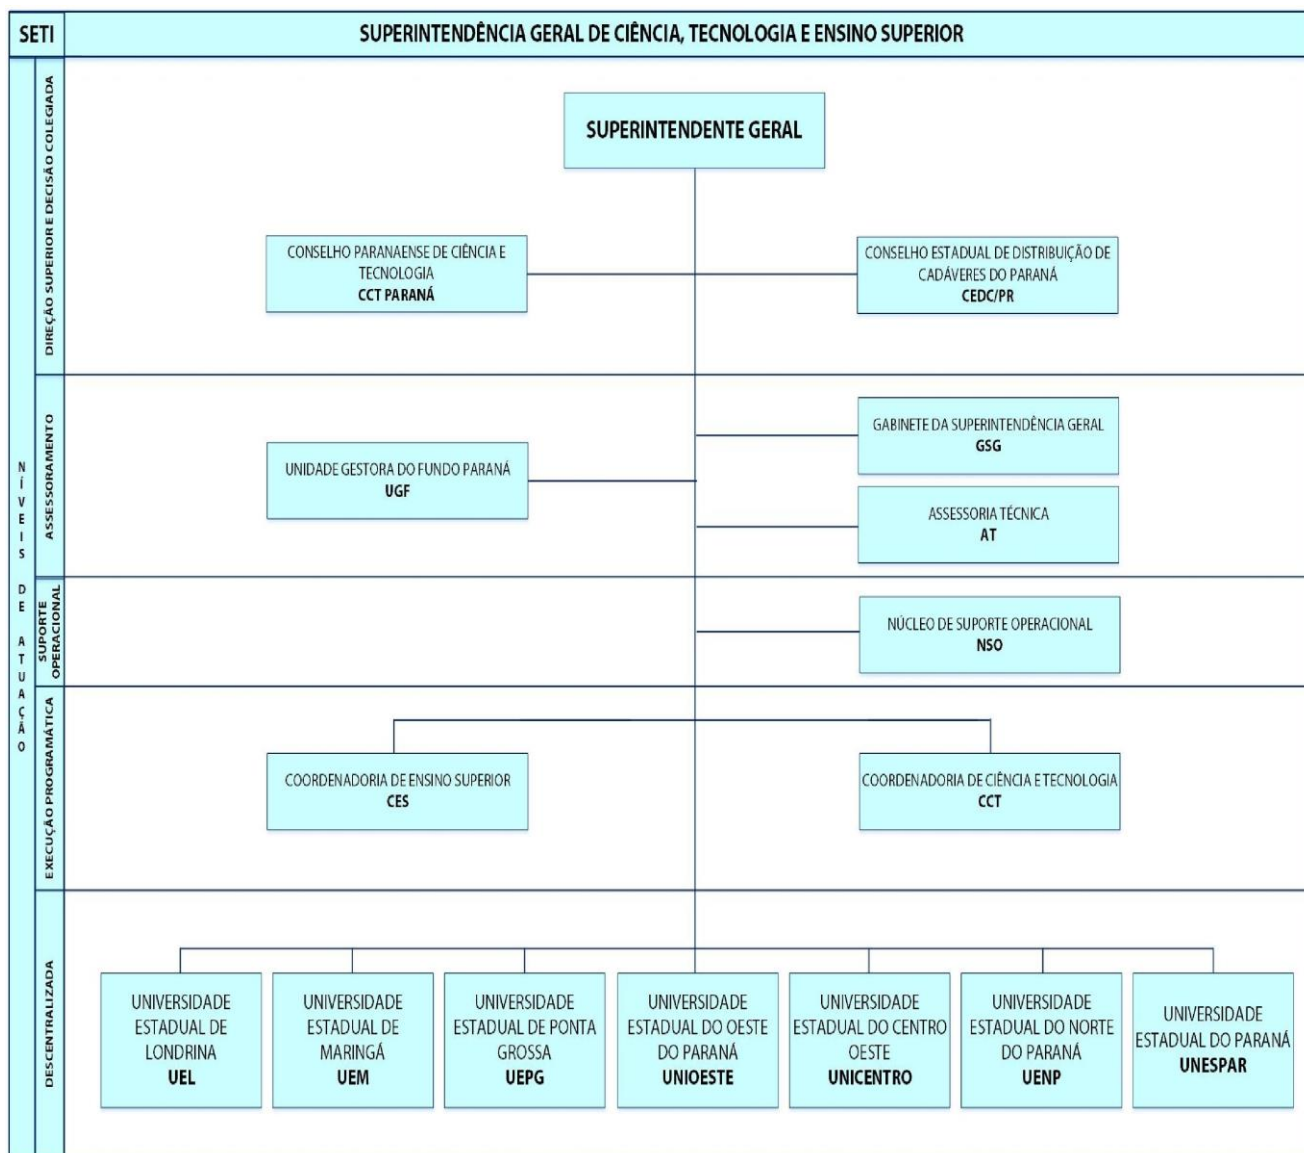 SETI
SUPERINTENDÊNCIA GERAL DE CIÊNCIA, TECNOLOGIA E ENSINO SUPERIOR
NÍVEIS DE ATUAÇÃO
DIREÇÃO SUPERIOR E DECISÃO COLEGIADA
SUPERINTENDENTE GERAL
CONSELHO PARANAENSE DE CIÊNCIA E
TECNOLOGIA
CCT PARANÁ
CONSELHO ESTADUAL DE DISTRIBUIÇÃO DE
CADÁVERES DO PARANÁ
CEDC/PR
ASSESSORAMENTO
UNIDADE GESTORA DO FUNDO PARANÁ
UGF
GABINETE DA SUPERINTENDÊNCIA GERAL
GSG
ASSESSORIA TÉCNICA
AT
SUPORTE
OPERACIONAL
NÚCLEO DE SUPORTE OPERACIONAL
NSO
EXECUÇÃO PROGRAMÁTICA
COORDENADORIA DE ENSINO SUPERIOR
CES
COORDENADORIA DE CIÊNCIA E TECNOLOGIA
CCT
DESCENTRALIZADA
UNIVERSIDADE
ESTADUAL DE
LONDRINA
UEL
UNIVERSIDADE
ESTADUAL DE
MARINGÁ
UEM
UNIVERSIDADE
ESTADUAL DE PONTA
GROSSA
UEPG
UNIVERSIDADE
ESTADUAL DO OESTE
DO PARANÁ
UNIOESTE
UNIVERSIDADE
ESTADUAL DO CENTRO
OESTE
UNICENTRO
UNIVERSIDADE
ESTADUAL DO NORTE
DO PARANÁ
UENP
UNIVERSIDADE
ESTADUAL DO PARANÁ
UNESPAR